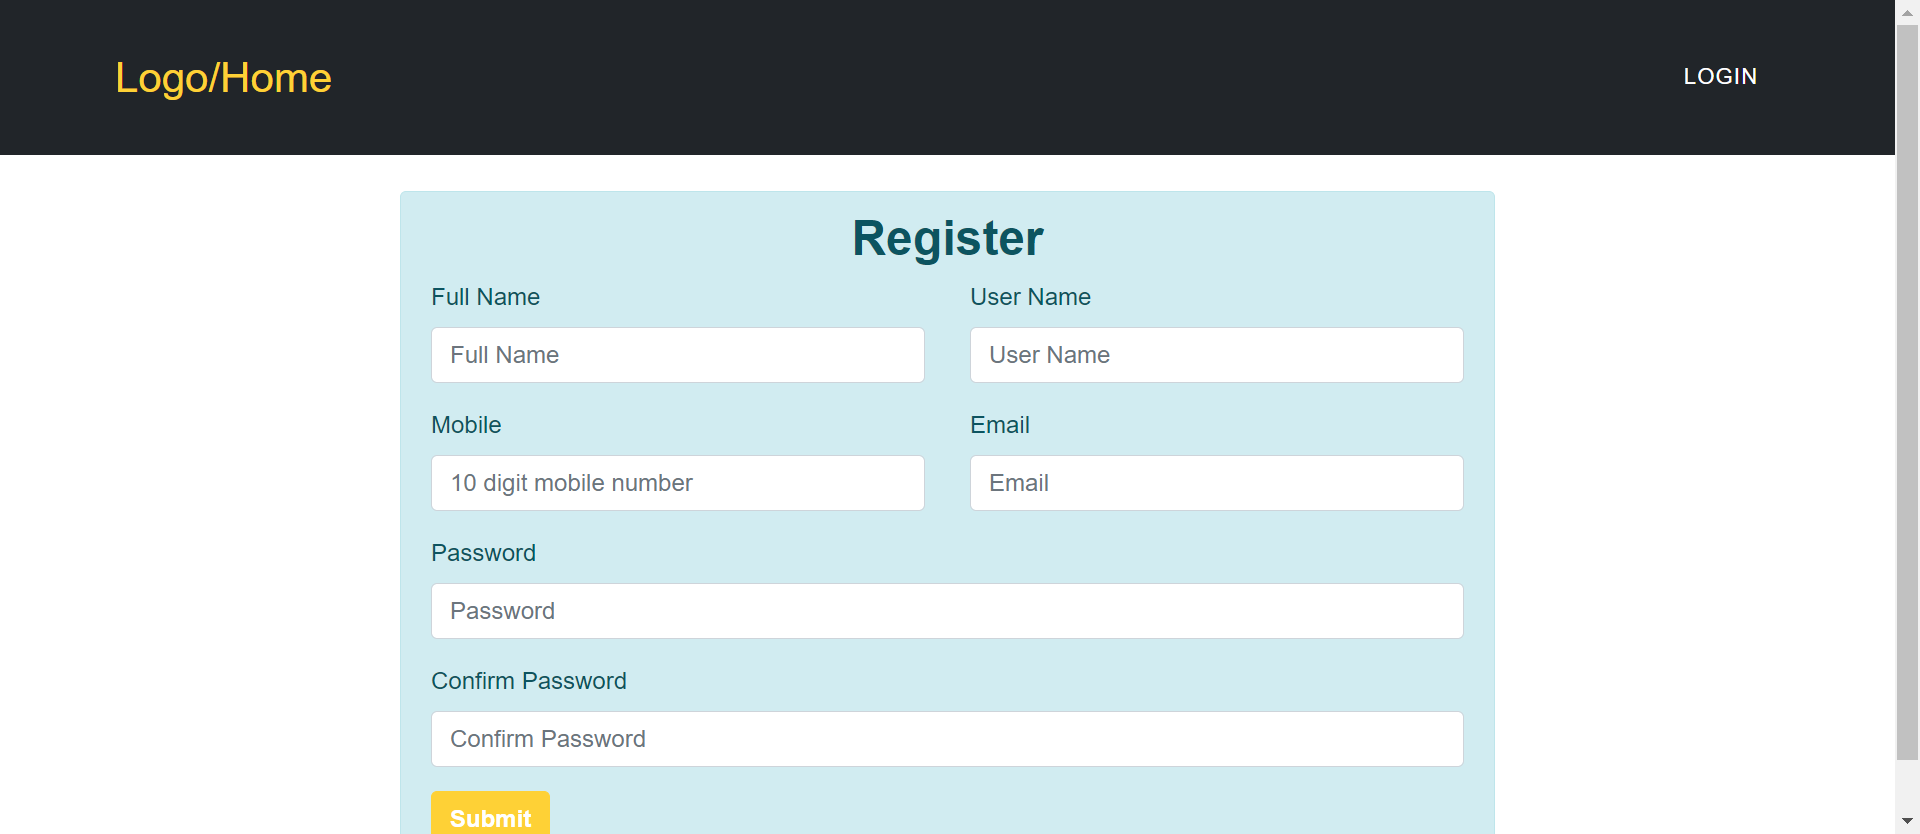 Logo/Home
LOGIN
Register
Full Name
User Name
Full Name
User Name
Mobile
Email
10 digit mobile number
Email
Password
Password
Confirm Password
Confirm Password
Submit